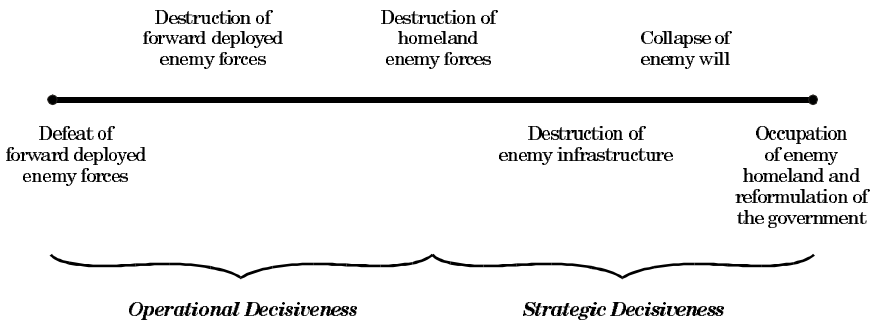 Destruction of
forward deployed
enemy forces
Destruction of
homeland
enemy forces
Collapse of
enemy will
Defeat of
forward deployed
enemy forces
Destruction of
enemy infrastructure
Occupation
of enemy
homeland and
reformulation of
the government
Operational Decisiveness
Strategic Decisiveness